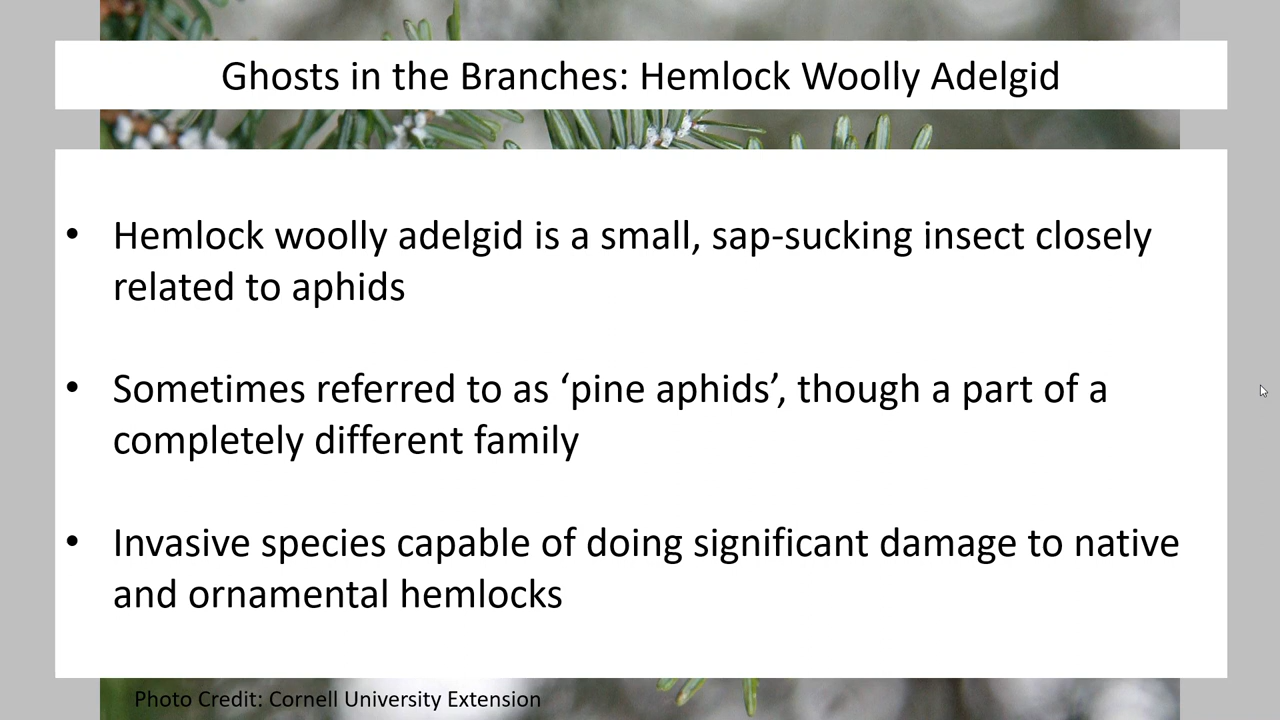 Ghosts in the Branches: Hemlock Woolly Adelgid
• Hemlock woolly adelgid is a small, sap-sucking insect closely
related to aphids
• Sometimes referred to as ‘pine aphids’, though a part of a
completely different family
• Invasive species capable of doing significant damage to native
and ornamental hemlocks
Photo Credit: Cornell University Extension